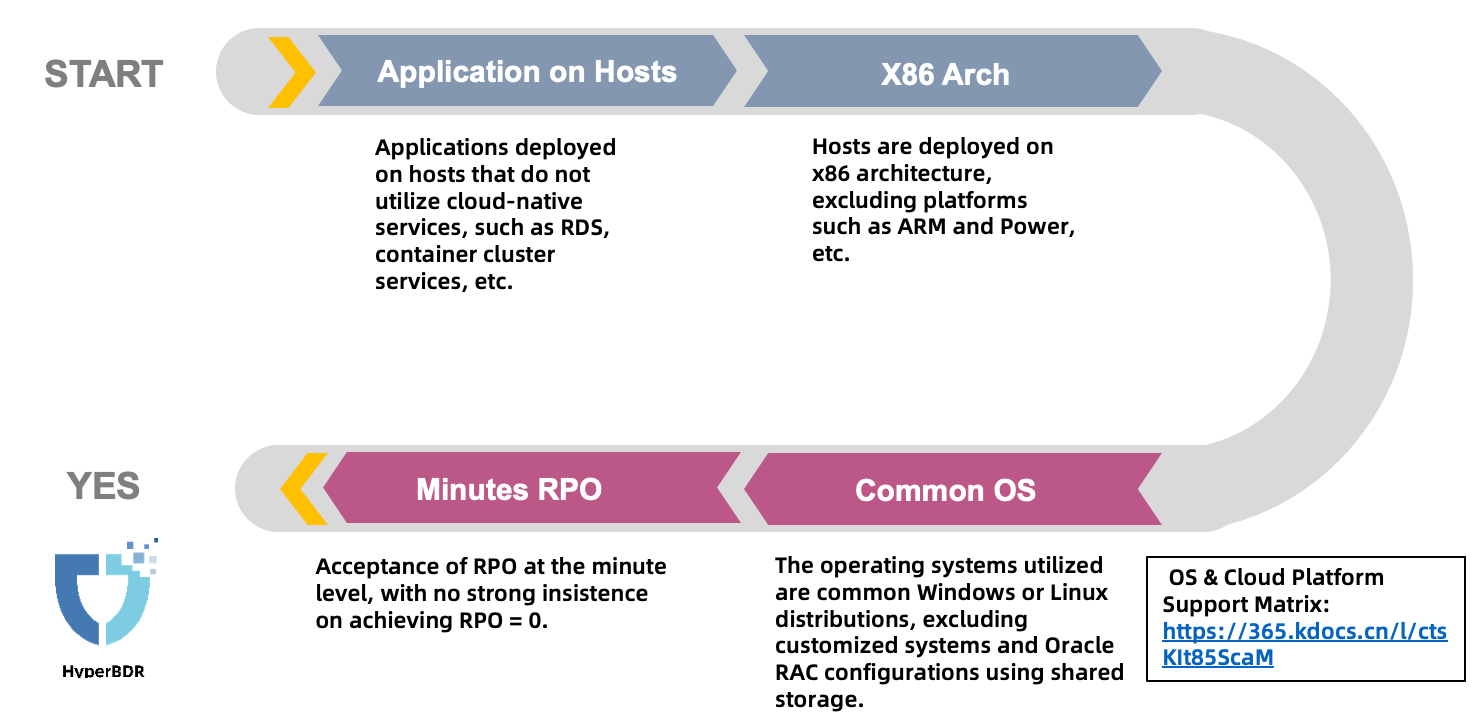 START
Application on Hosts
X86 Arch
Applications deployed
on hosts that do not
utilize cloud-native
services, such as RDS,
container cluster
services, etc.
Hosts are deployed on
x86 architecture,
excluding platforms
such as ARM and Power,
etc.
YES
Minutes RPO
Common OS
HyperBDR
Acceptance of RPO at the minute
level, with no strong insistence
on achieving RPO = 0.
The operating systems utilized
are common Windows or Linux
distributions, excluding
customized systems and Oracle
RAC configurations using shared
storage.
OS & Cloud Platform
Support Matrix:
https://365.kdocs.cn/l/cts
KIt85ScaM